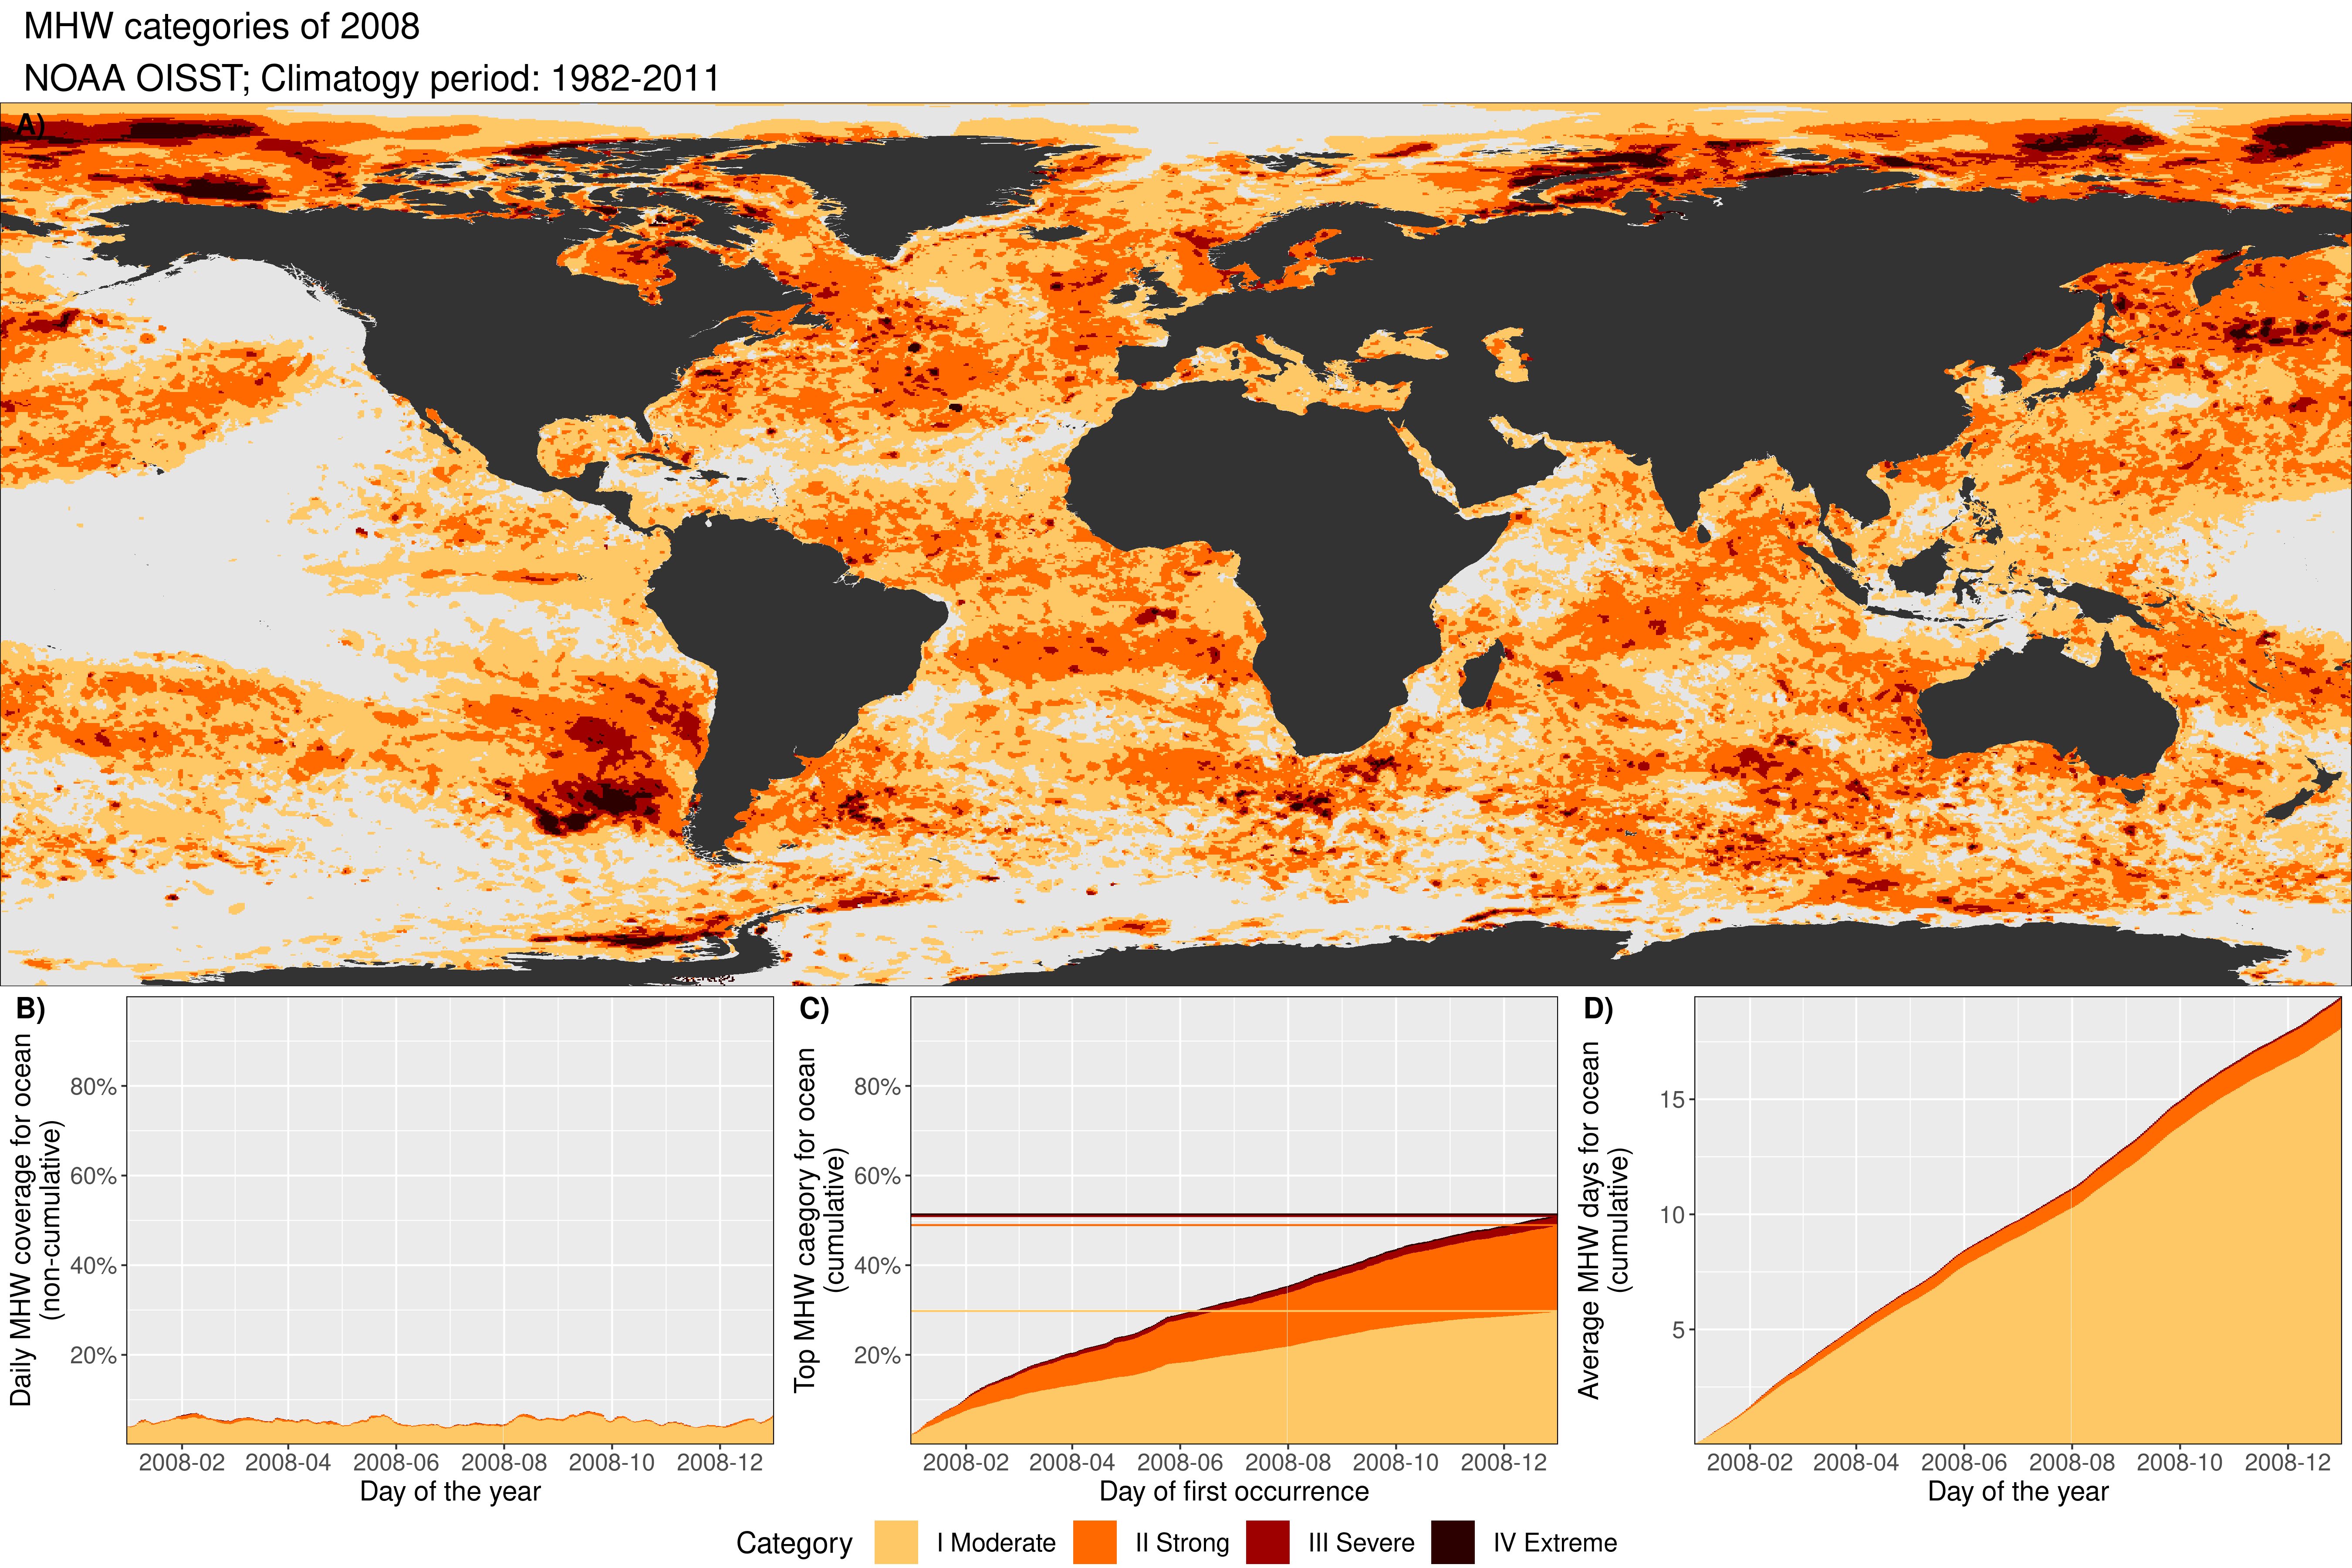 MHW categories of 2008
NOAA OISST; Climatogy period: 1982-2011
A)
B)
Daily MHW coverage for ocean
(non-cumulative)
80%
60%
40%
20%
2008-02 2008-04 2008-06 2008-08 2008-10 2008-12
Day of the year
C)
Top MHW category for ocean
(cumulative)
80%
60%
40%
20%
2008-02 2008-04 2008-06 2008-08 2008-10 2008-12
Day of first occurrence
D)
Average MHW days for ocean
(cumulative)
15
10
5
2008-02 2008-04 2008-06 2008-08 2008-10 2008-12
Day of the year
Category I Moderate II Strong III Severe IV Extreme